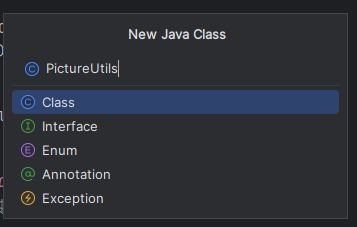 New Java Class
C PictureUtils
C Class
I Interface
E Enum
@ Annotation
Exception